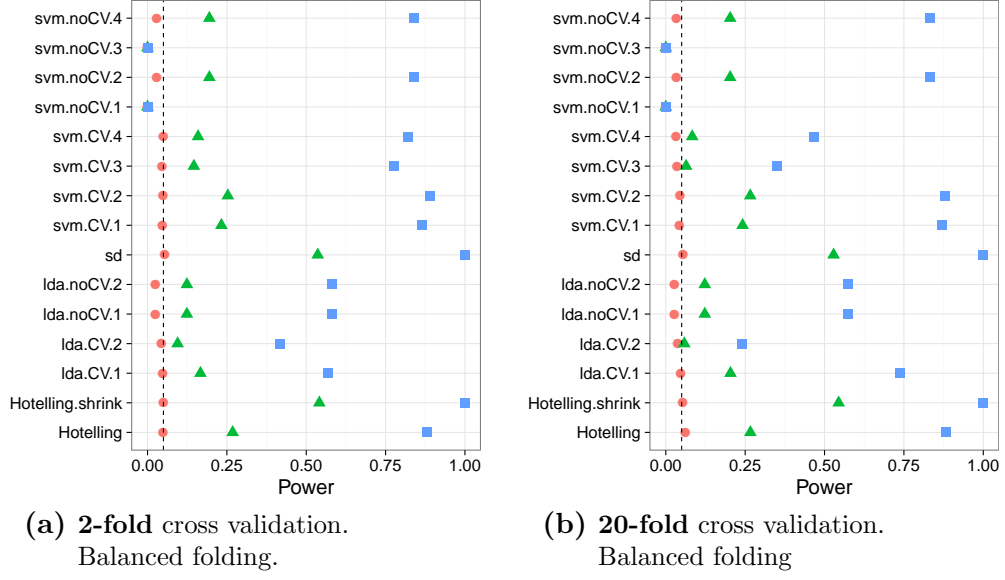 svm.noCV.4
svm.noCV.3
svm.noCV.2
svm.noCV.1
svm.CV.4
svm.CV.3
svm.CV.2
svm.CV.1
sd
lda.noCV.2
lda.noCV.1
lda.CV.2
lda.CV.1
Hotelling.shrink
Hotelling
0.00 0.25 0.50 0.75 1.00
Power
(a) 2-fold cross validation.
Balanced folding.
svm.noCV.4
svm.noCV.3
svm.noCV.2
svm.noCV.1
svm.CV.4
svm.CV.3
svm.CV.2
svm.CV.1
sd
lda.noCV.2
lda.noCV.1
lda.CV.2
lda.CV.1
Hotelling.shrink
Hotelling
0.00 0.25 0.50 0.75 1.00
Power
(b) 20-fold cross validation.
Balanced folding